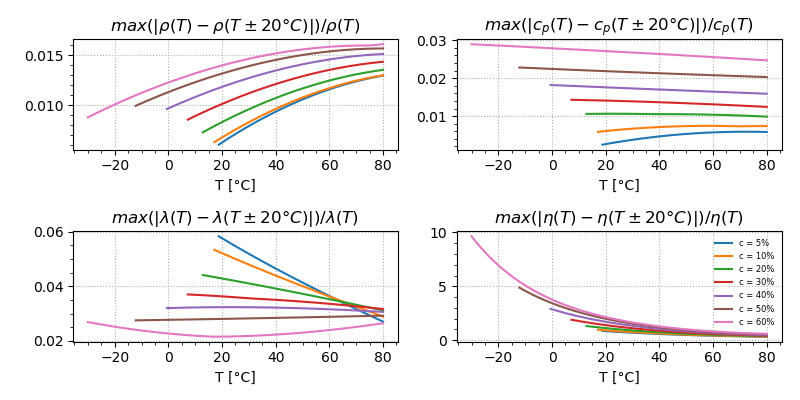 max(|ρ(T) − ρ(T ± 20°C)|)/ρ(T)
0.015
0.010
−20 0 20 40 60 80
T [°C]
max(|c_p(T) − c_p(T ± 20°C)|)/c_p(T)
0.03
0.02
0.01
−20 0 20 40 60 80
T [°C]
max(|λ(T) − λ(T ± 20°C)|)/λ(T)
0.06
0.04
0.02
−20 0 20 40 60 80
T [°C]
max(|η(T) − η(T ± 20°C)|)/η(T)
10
5
0
c = 5%
c = 10%
c = 20%
c = 30%
c = 40%
c = 50%
c = 60%
−20 0 20 40 60 80
T [°C]